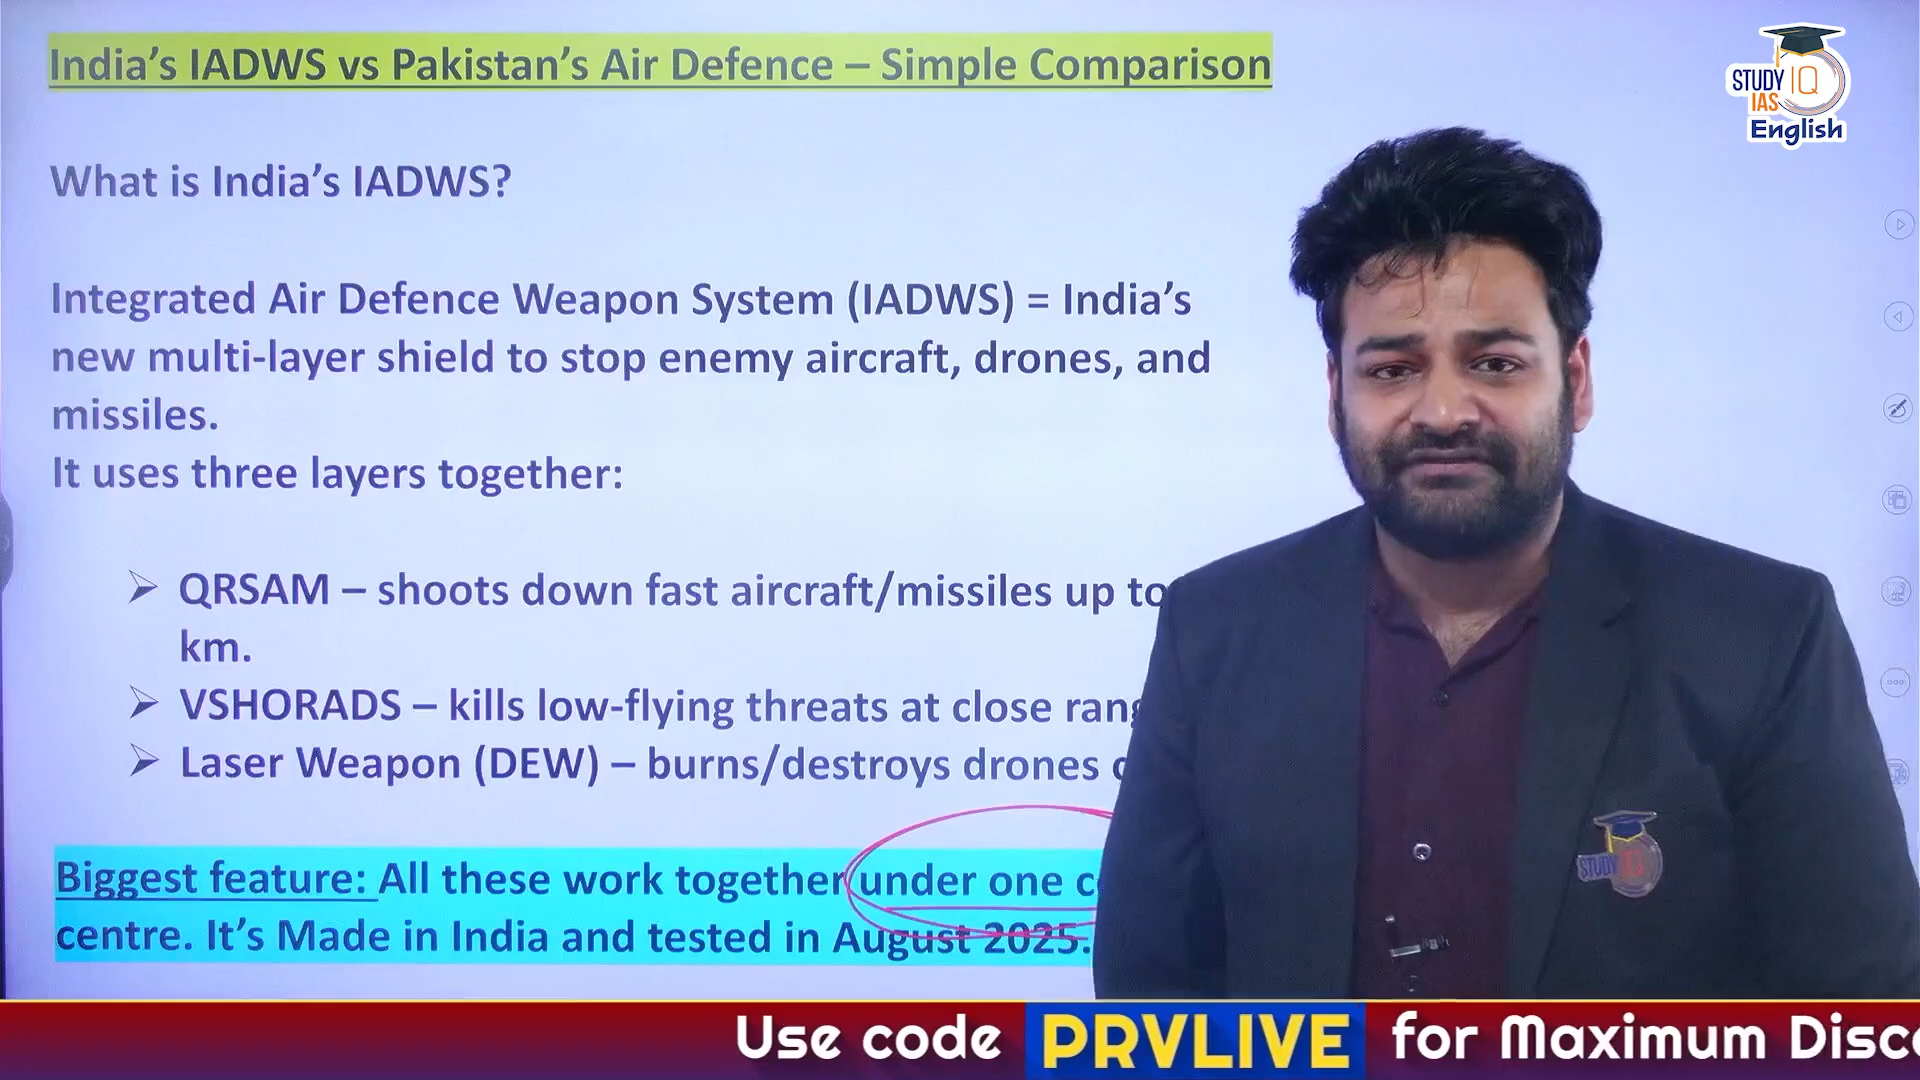 India's IADWS vs Pakistan's Air Defence – Simple Comparison
STUDY IQ
IAS
English
What is India's IADWS?
Integrated Air Defence Weapon System (IADWS) = India's
new multi-layer shield to stop enemy aircraft, drones, and
missiles.
It uses three layers together:
➢ QRSAM – shoots down fast aircraft/missiles up to
km.
➢ VSHORADS – kills low-flying threats at close
➢ Laser Weapon (DEW) – burns/destroys drones
Biggest feature: All these work together under one
centre. It's Made in India and tested in August 2025.
STUDY IQ
Use code PRVLIVE for Maximum